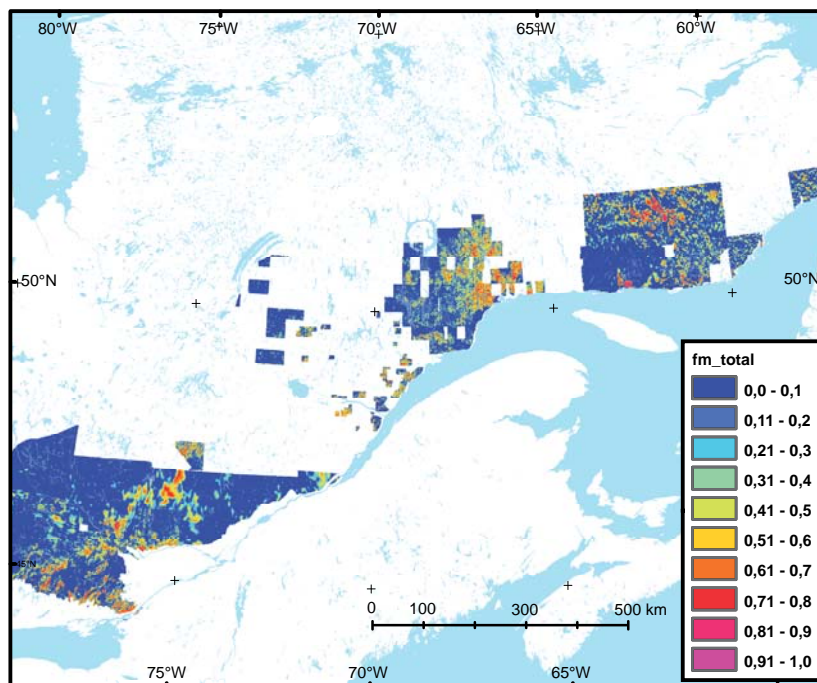 80°W 75°W 70°W 65°W 60°W
50°N 50°N
fm_total
0,0 - 0,1
0,11 - 0,2
0,21 - 0,3
0,31 - 0,4
0,41 - 0,5
0,51 - 0,6
0,61 - 0,7
0,71 - 0,8
0,81 - 0,9
0,91 - 1,0
45°N
0 100 300 500 km
75°W 70°W 65°W